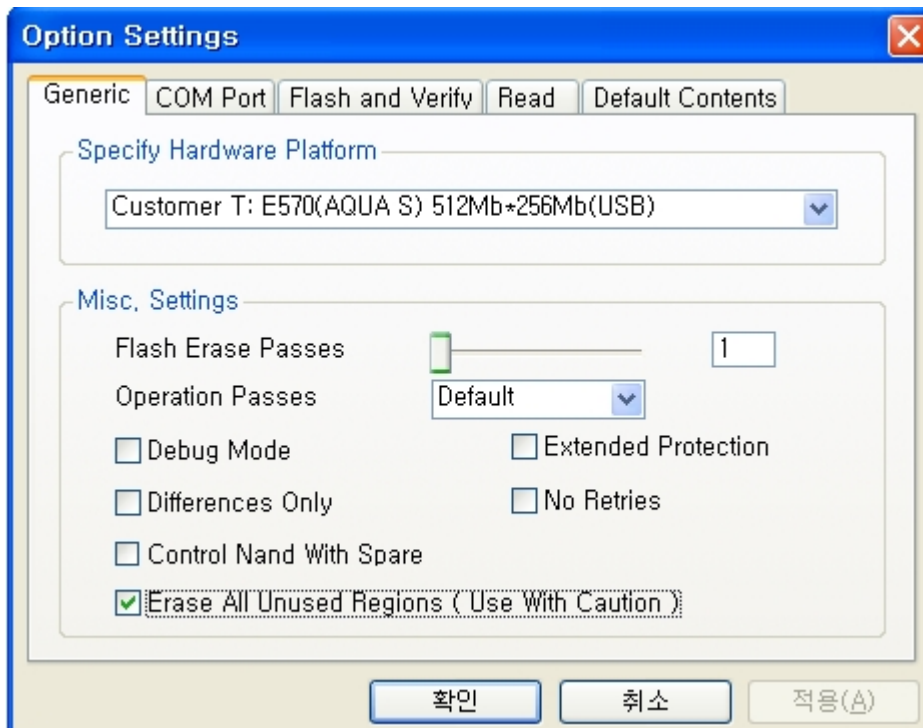 Option Settings
Generic COM Port Flash and Verify Read Default Contents
Specify Hardware Platform
Customer T: E570(AQUA S) 512Mb*256Mb(USB)
Misc, Settings
Flash Erase Passes 1
Operation Passes Default
Debug Mode Extended Protection
Differences Only No Retries
Control Nand With Spare
Erase All Unused Regions ( Use With Caution )
확인 취소 적용(A)